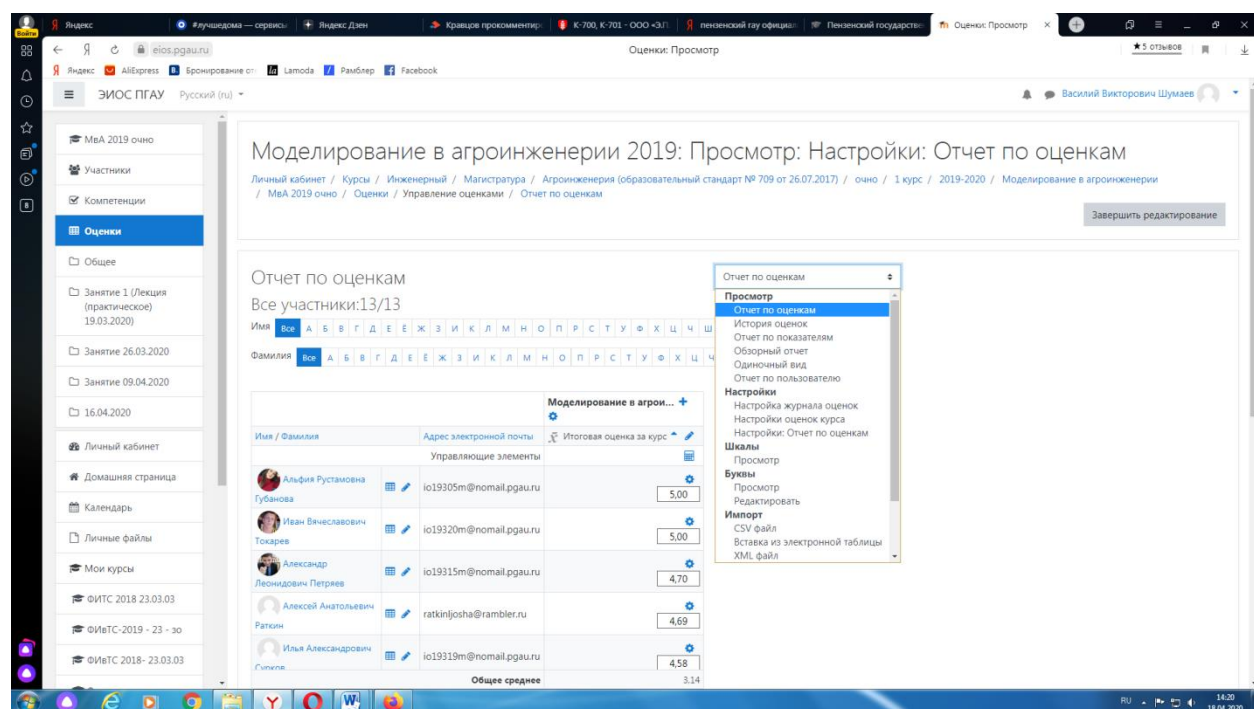 Яндекс
#лучшедома — сервисы
Яндекс Дзен
Кравцов прокомментиро
К-700, К-701 - ООО «ЭЛ
пензенский гау официал
Пензенский государстве
Оценки: Просмотр
Войти
eios.pgau.ru
Оценки: Просмотр
★5 отзывов
Яндекс
AliExpress
Бронирование от
Lamoda
Рамблер
Facebook
ЭИОС ПГАУ
Русский (ru)
Василий Викторович Шумаев
МвА 2019 очно
Участники
Компетенции
Оценки
Общее
Занятие 1 (Лекция
(практическое)
19.03.2020)
Занятие 26.03.2020
Занятие 09.04.2020
16.04.2020
Личный кабинет
Домашняя страница
Календарь
Личные файлы
Мои курсы
ФИТС 2018 23.03.03
ФИвТС-2019 - 23 - зо
ФИвТС 2018- 23.03.03
Моделирование в агроинженерии 2019: Просмотр: Настройки: Отчет по оценкам
Личный кабинет / Курсы / Инженерный / Магистратура / Агроинженерия (образовательный стандарт № 709 от 26.07.2017) / очно / 1 курс / 2019-2020 / Моделирование в агроинженерии
/ МвА 2019 очно / Оценки / Управление оценками / Отчет по оценкам
Завершить редактирование
Отчет по оценкам
Все участники:13/13
Имя Все А Б В Г Д Е Ё Ж З И К Л М Н О П Р С Т У Ф Х Ц Ч Ш
Фамилия Все А Б В Г Д Е Ё Ж З И К Л М Н О П Р С Т У Ф Х Ц Ч
Моделирование в агрои...
Имя / Фамилия
Адрес электронной почты
Итоговая оценка за курс
Управляющие элементы
Альфия Рустамовна
Губанова
io19305m@nomail.pgau.ru
5,00
Иван Вячеславович
Токарев
io19320m@nomail.pgau.ru
5,00
Александр
Леонидович Петряев
io19315m@nomail.pgau.ru
4,70
Алексей Анатольевич
Раткин
ratkinljosha@rambler.ru
4,69
Илья Александрович
Сурков
io19319m@nomail.pgau.ru
4,58
Общее среднее
3,14
Отчет по оценкам
Просмотр
Отчет по оценкам
История оценок
Отчет по показателям
Обзорный отчет
Одиночный вид
Отчет по пользователю
Настройки
Настройка журнала оценок
Настройки оценок курса
Настройки: Отчет по оценкам
Шкалы
Просмотр
Буквы
Просмотр
Редактировать
Импорт
CSV файл
Вставка из электронной таблицы
XML файл
RU
14:20
18.04.2020